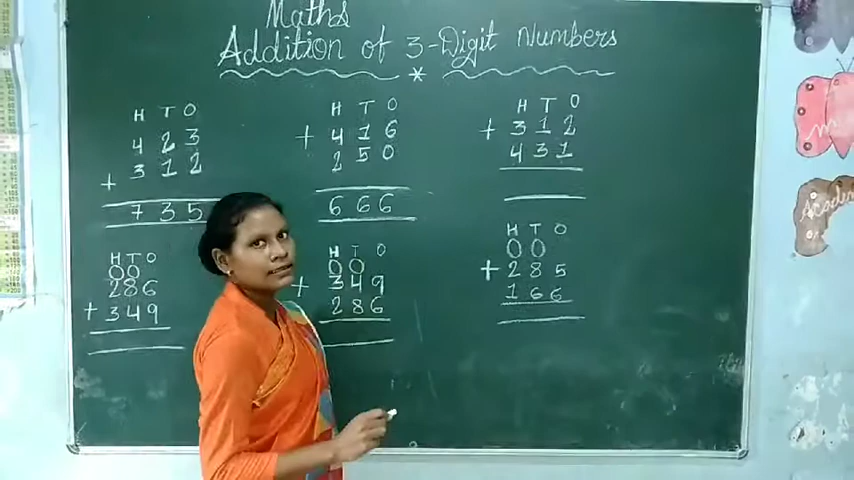 Maths
Addition of 3-Digit Numbers
*
H T O
4 2 3
+ 3 1 2
7 3 5
H T O
+ 4 1 6
2 5 0
6 6 6
H T O
+ 3 1 2
4 3 1
H T O
0 0
2 8 6
+ 3 4 9
H T O
0 0
+ 3 4 9
2 8 6
H T O
0 0
+ 2 8 5
1 6 6